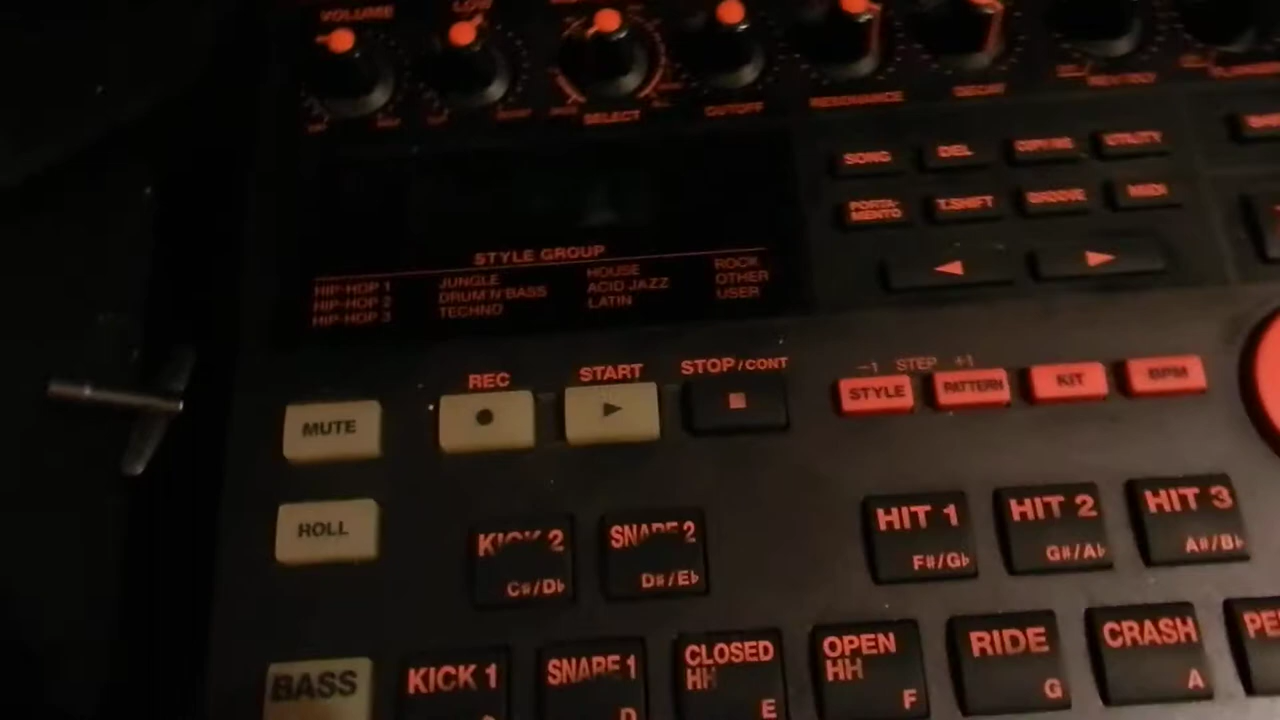 VOLUME
LOW
SELECT
CUTOFF
RESONANCE
DECAY
SONG
DEL
UTILITY
PORTA-
MENTO
T.SHIFT
GROOVE
MIDI
STYLE GROUP
HIP-HOP 1
JUNGLE
HOUSE
ROCK
HIP-HOP 2
DRUM N' BASS
ACID JAZZ
OTHER
HIP-HOP 3
TECHNO
LATIN
USER
REC
START
STOP/CONT
-1 STEP +1
MUTE
STYLE
PATTERN
KIT
BPM
ROLL
KICK 2
C#/D♭
SNARE 2
D#/E♭
HIT 1
F#/G♭
HIT 2
G#/A♭
HIT 3
A#/B♭
BASS
KICK 1
SNARE 1
D
CLOSED
HH
E
OPEN
HH
F
RIDE
G
CRASH
A